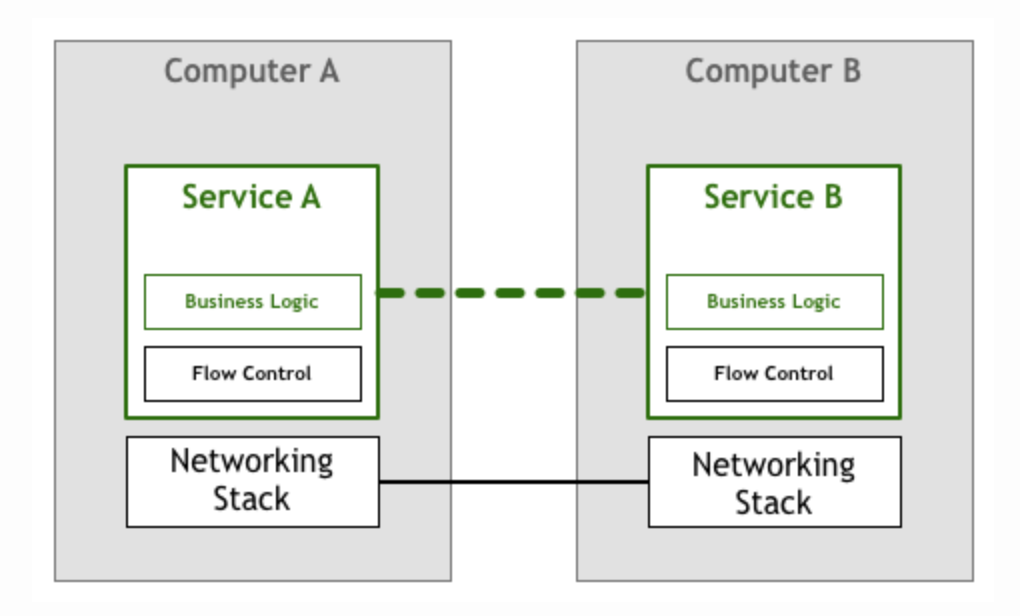 Computer A
Service A
Business Logic
Flow Control
Networking
Stack
Computer B
Service B
Business Logic
Flow Control
Networking
Stack